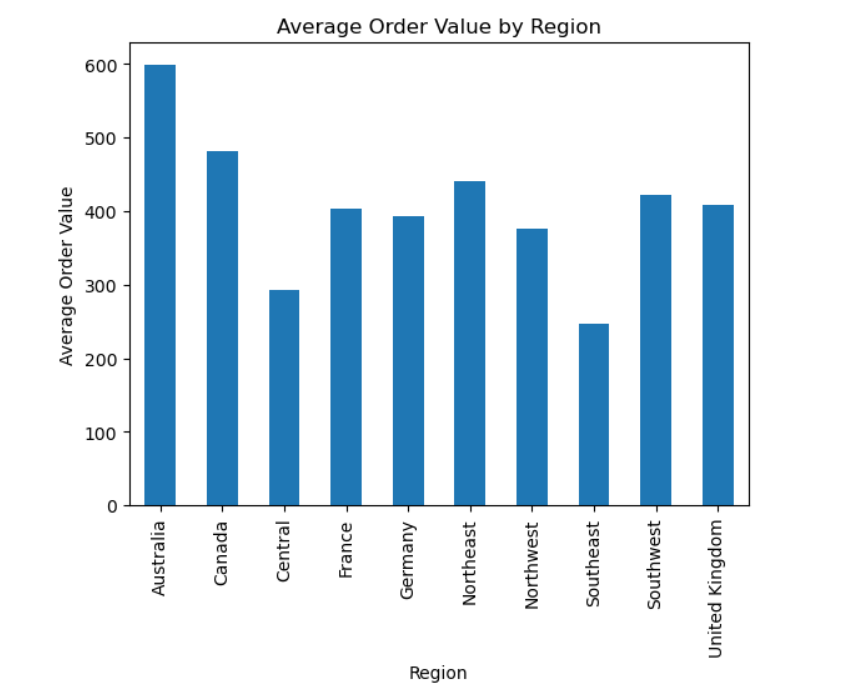 Average Order Value by Region
Average Order Value
600
500
400
300
200
100
0
Australia
Canada
Central
France
Germany
Northeast
Northwest
Southeast
Southwest
United Kingdom
Region